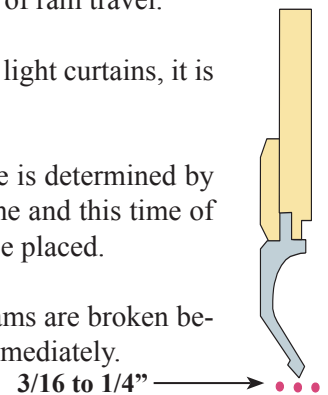 of ram travel.
light curtains, it is
e is determined by
ne and this time of
e placed.
ams are broken be-
mediately.
3/16 to 1/4”